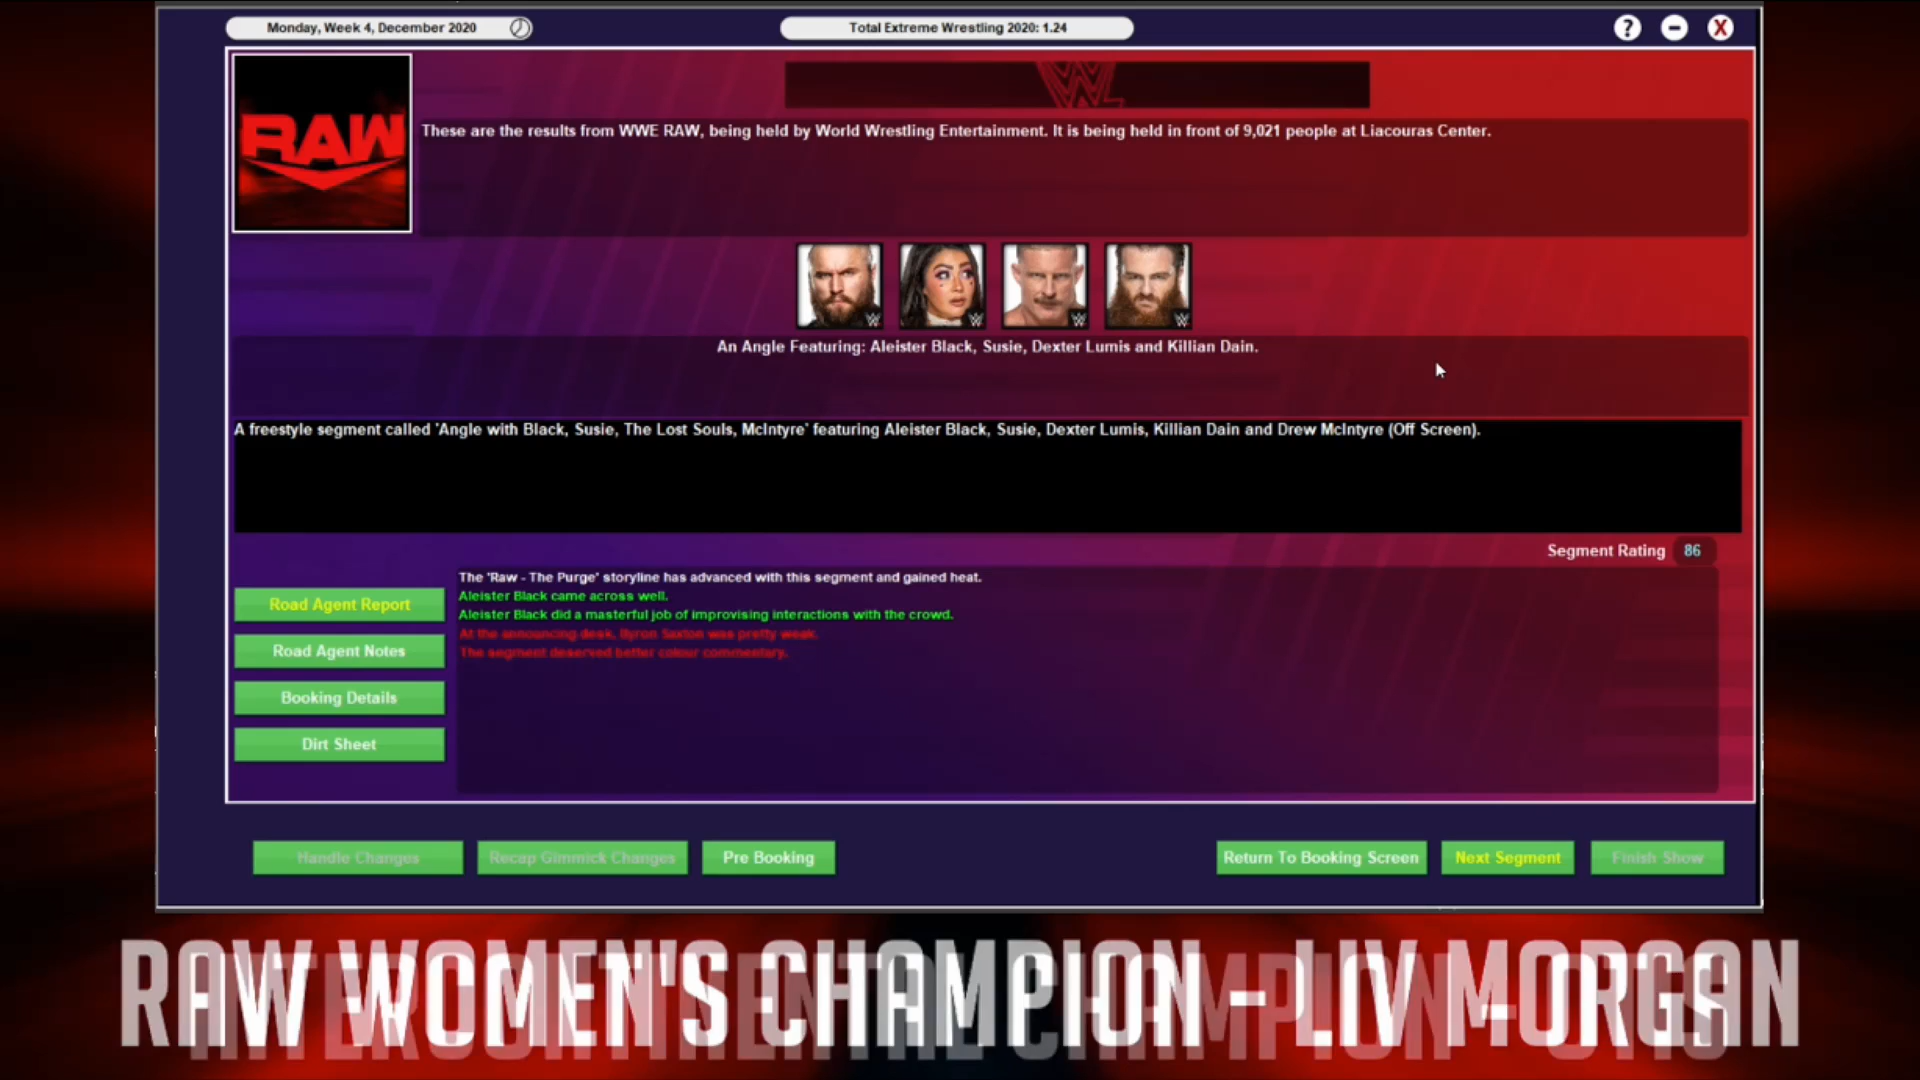 Monday, Week 4, December 2020
Total Extreme Wrestling 2020: 1.24
?
X
RAW
These are the results from WWE RAW, being held by World Wrestling Entertainment. It is being held in front of 9,021 people at Liacouras Center.
An Angle Featuring: Aleister Black, Susie, Dexter Lumis and Killian Dain.
A freestyle segment called 'Angle with Black, Susie, The Lost Souls, McIntyre' featuring Aleister Black, Susie, Dexter Lumis, Killian Dain and Drew McIntyre (Off Screen).
Segment Rating 86
The 'Raw - The Purge' storyline has advanced with this segment and gained heat.
Aleister Black came across well.
Aleister Black did a masterful job of improvising interactions with the crowd.
At the announcing desk, Byron Saxton was pretty weak.
The segment deserved better colour commentary.
Road Agent Report
Road Agent Notes
Booking Details
Dirt Sheet
Handle Changes
Recap Gimmick Changes
Pre Booking
Return To Booking Screen
Next Segment
Finish Show
RAW WOMEN'S CHAMPION - LIV MORGAN